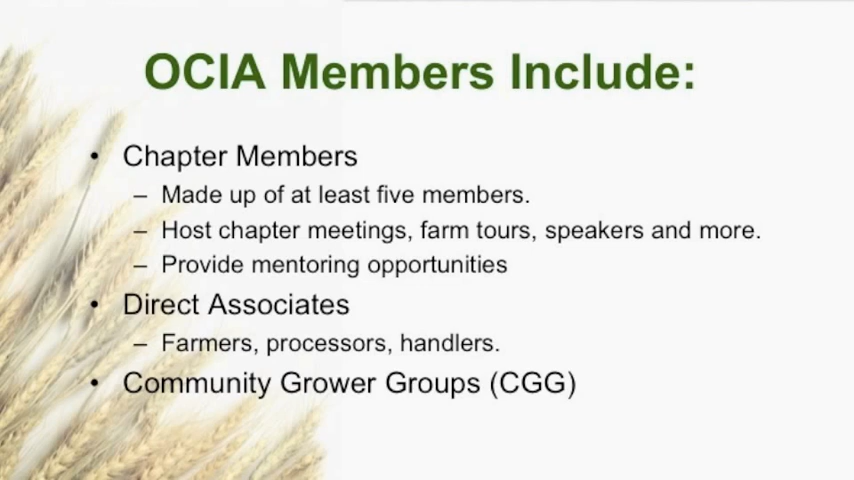 OCIA Members Include:
• Chapter Members
– Made up of at least five members.
– Host chapter meetings, farm tours, speakers and more.
– Provide mentoring opportunities
• Direct Associates
– Farmers, processors, handlers.
• Community Grower Groups (CGG)